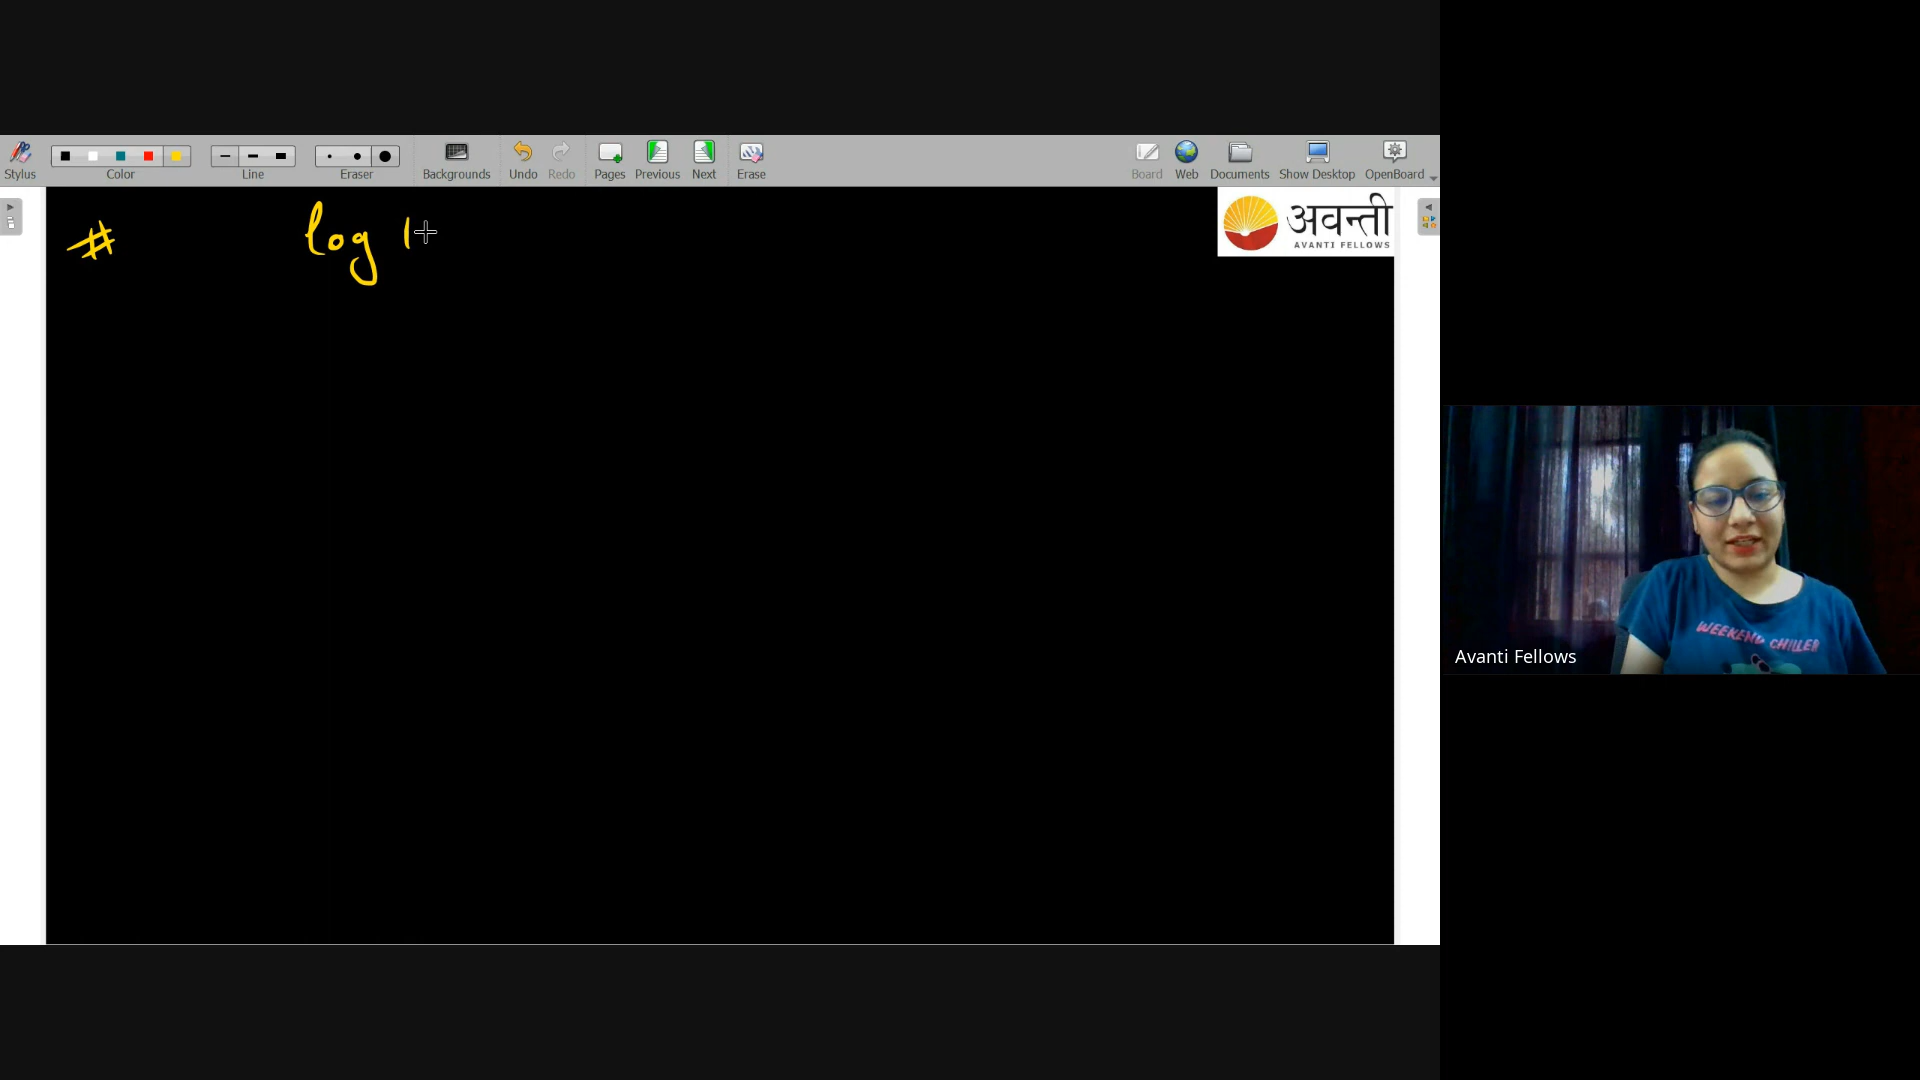 Stylus Color Line Eraser Backgrounds Undo Redo Pages Previous Next Erase Board Web Documents Show Desktop OpenBoard
# log 1
अवन्ती
AVANTI FELLOWS
WEEKEND CHILLER
Avanti Fellows